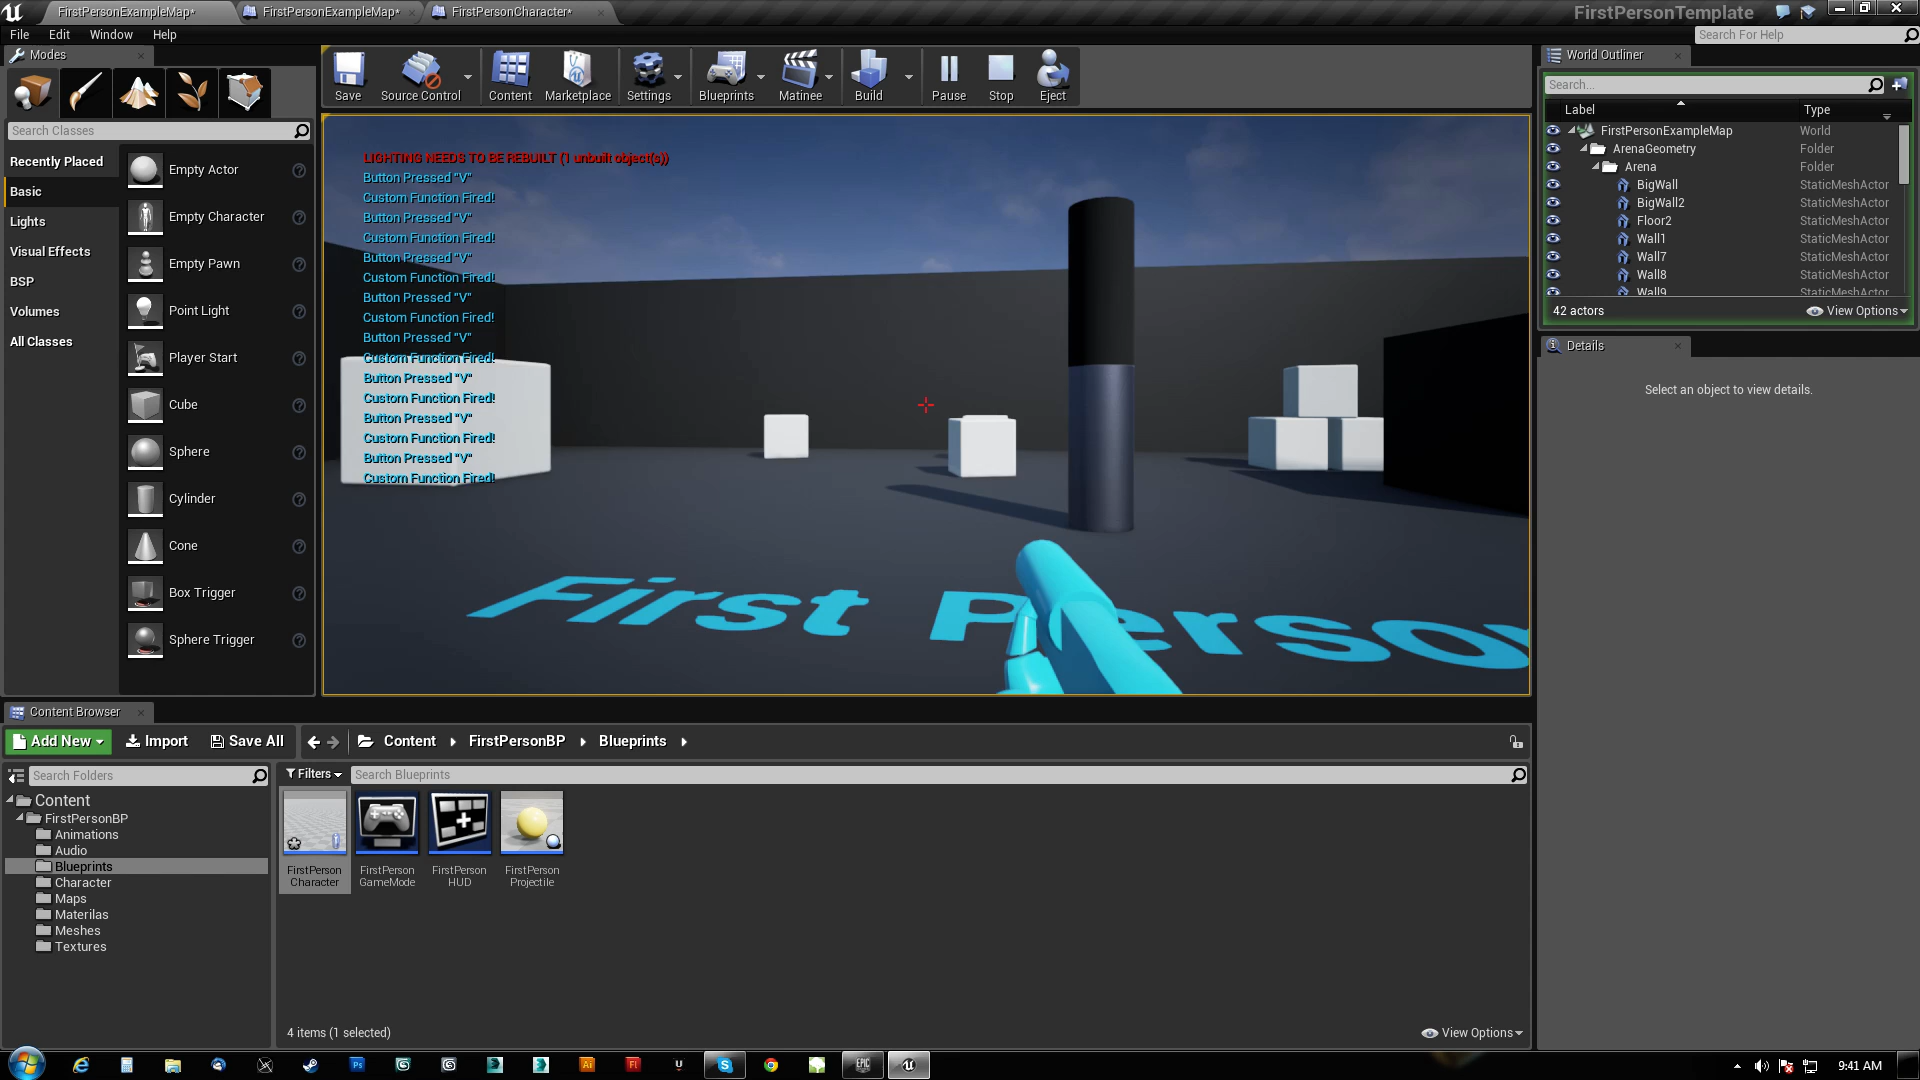 FirstPersonExampleMap*
FirstPersonExampleMap*
FirstPersonCharacter*
FirstPersonTemplate
File Edit Window Help
Search For Help
Modes
Search Classes
Recently Placed
Basic
Lights
Visual Effects
BSP
Volumes
All Classes
Empty Actor
Empty Character
Empty Pawn
Point Light
Player Start
Cube
Sphere
Cylinder
Cone
Box Trigger
Sphere Trigger
Save
Source Control
Content
Marketplace
Settings
Blueprints
Matinee
Build
Pause
Stop
Eject
LIGHTING NEEDS TO BE REBUILT (1 unbuilt object(s))
Button Pressed "V"
Custom Function Fired!
Button Pressed "V"
Custom Function Fired!
Button Pressed "V"
Custom Function Fired!
Button Pressed "V"
Custom Function Fired!
Button Pressed "V"
Custom Function Fired!
Button Pressed "V"
Custom Function Fired!
Button Pressed "V"
Custom Function Fired!
Button Pressed "V"
Custom Function Fired!
First Person
World Outliner
Search...
Label Type
FirstPersonExampleMap World
ArenaGeometry Folder
Arena Folder
BigWall StaticMeshActor
BigWall2 StaticMeshActor
Floor2 StaticMeshActor
Wall1 StaticMeshActor
Wall7 StaticMeshActor
Wall8 StaticMeshActor
Wall9 StaticMeshActor
42 actors
View Options
Details
Select an object to view details.
Content Browser
Add New
Import
Save All
Content
FirstPersonBP
Blueprints
Search Folders
Filters
Search Blueprints
Content
FirstPersonBP
Animations
Audio
Blueprints
Character
Maps
Materilas
Meshes
Textures
FirstPerson
Character
FirstPerson
GameMode
FirstPerson
HUD
FirstPerson
Projectile
4 items (1 selected)
View Options
Ps
Ai
Fl
EPIC
9:41 AM